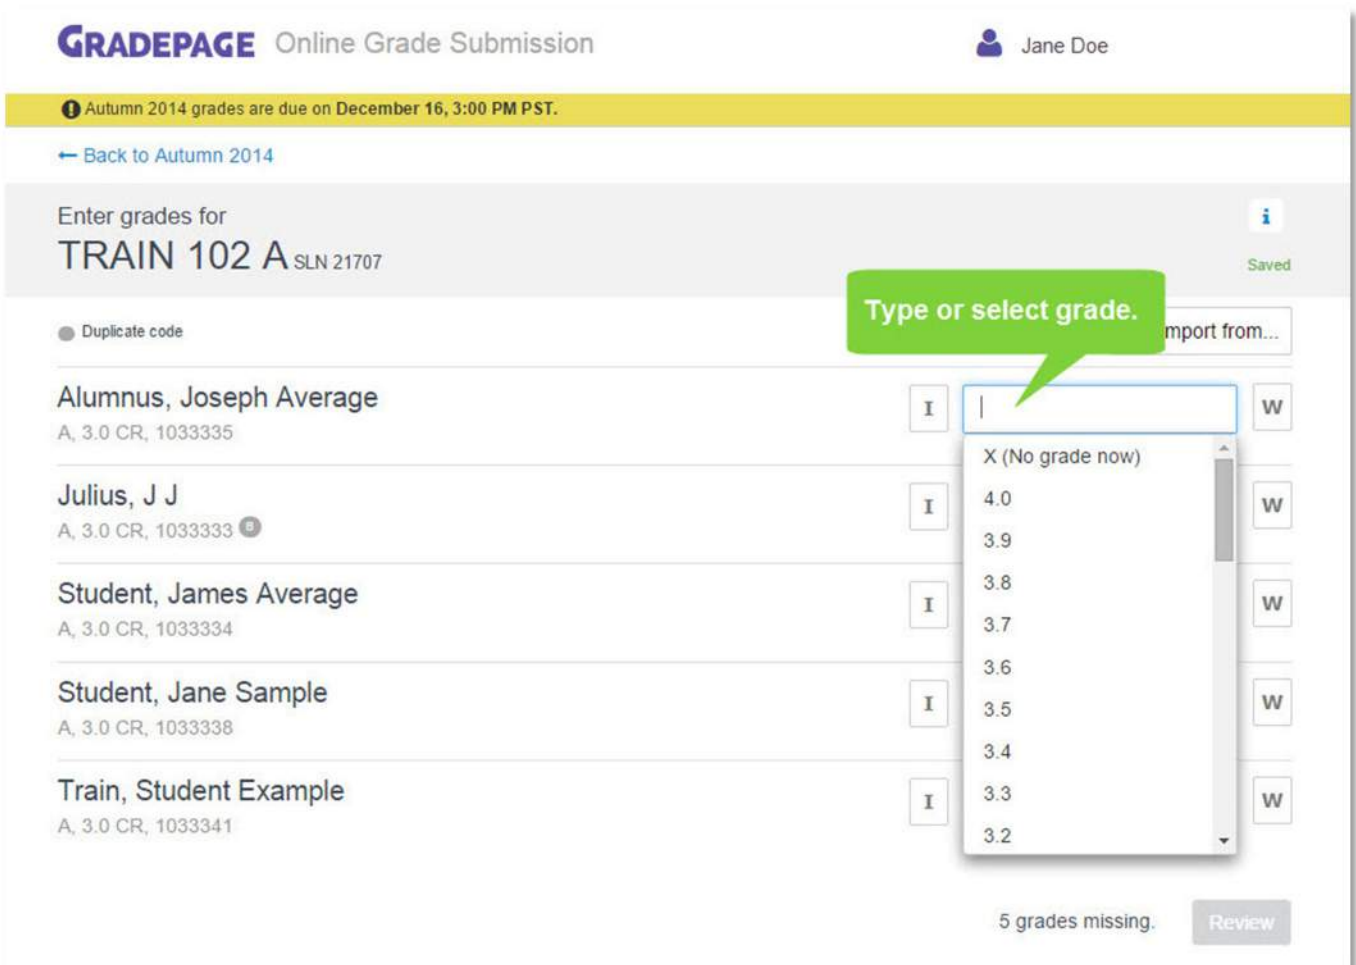 GRADEPAGE Online Grade Submission Jane Doe
Autumn 2014 grades are due on December 16, 3:00 PM PST.
← Back to Autumn 2014
Enter grades for
TRAIN 102 A SLN 21707
i
Saved
Type or select grade.
Duplicate code
mport from...
Alumnus, Joseph Average
A, 3.0 CR, 1033335
I
W
Julius, J J
A, 3.0 CR, 1033333
I
W
Student, James Average
A, 3.0 CR, 1033334
I
W
Student, Jane Sample
A, 3.0 CR, 1033338
I
W
Train, Student Example
A, 3.0 CR, 1033341
I
W
X (No grade now)
4.0
3.9
3.8
3.7
3.6
3.5
3.4
3.3
3.2
5 grades missing. Review